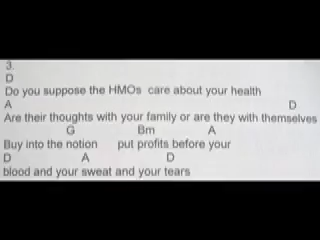 3.
D
Do you suppose the HMOs care about your health
A D
Are their thoughts with your family or are they with themselves
G Bm A
Buy into the notion put profits before your
D A D
blood and your sweat and your tears